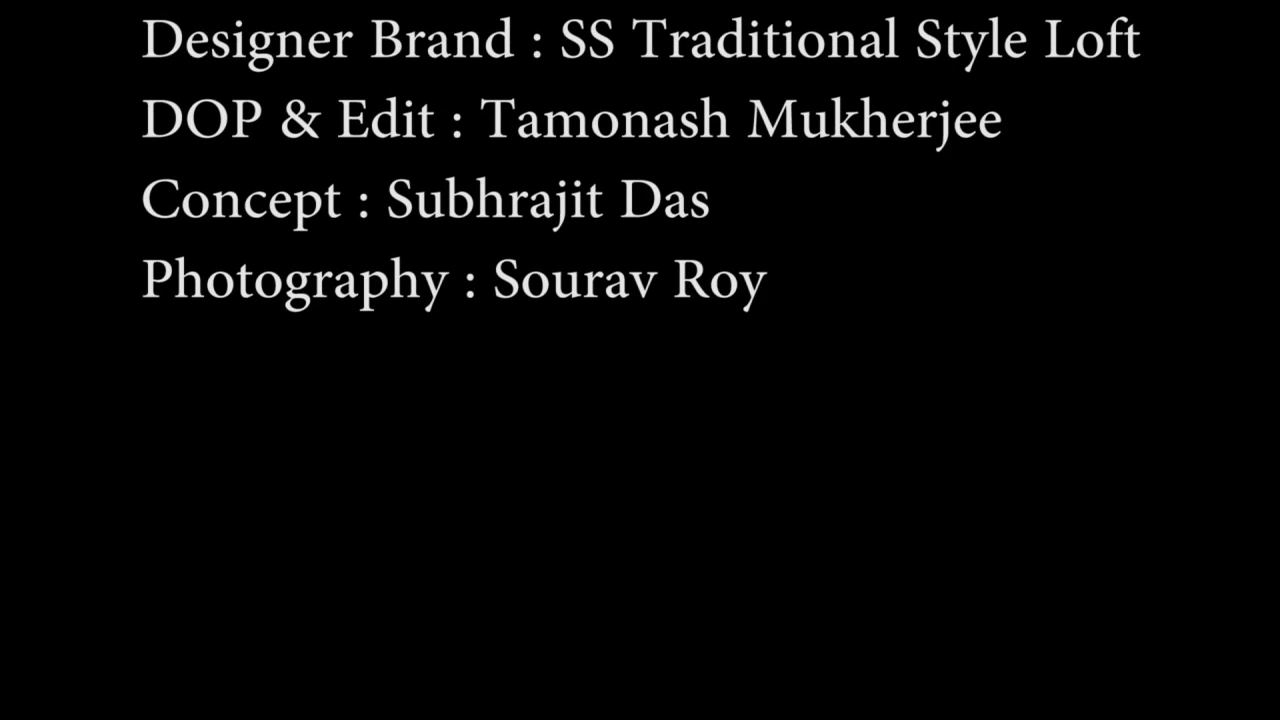 Designer Brand : SS Traditional Style Loft
DOP & Edit : Tamonash Mukherjee
Concept : Subhrajit Das
Photography : Sourav Roy